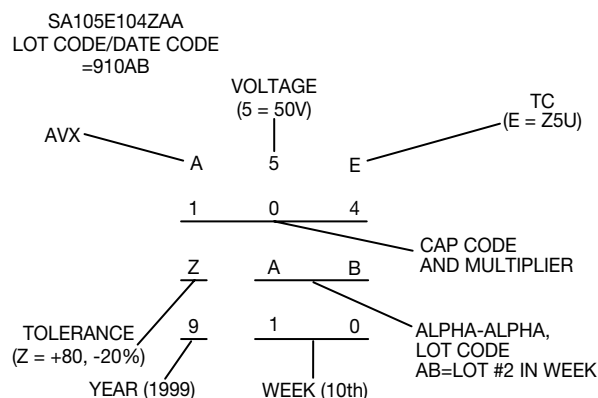 SA105E104ZAA
LOT CODE/DATE CODE
=910AB
VOLTAGE
(5 = 50V)
TC
(E = Z5U)
AVX
A 5 E
1 0 4
CAP CODE
AND MULTIPLIER
Z A B
TOLERANCE
(Z = +80, -20%)
9 1 0
ALPHA-ALPHA,
LOT CODE
AB=LOT #2 IN WEEK
YEAR (1999)
WEEK (10th)